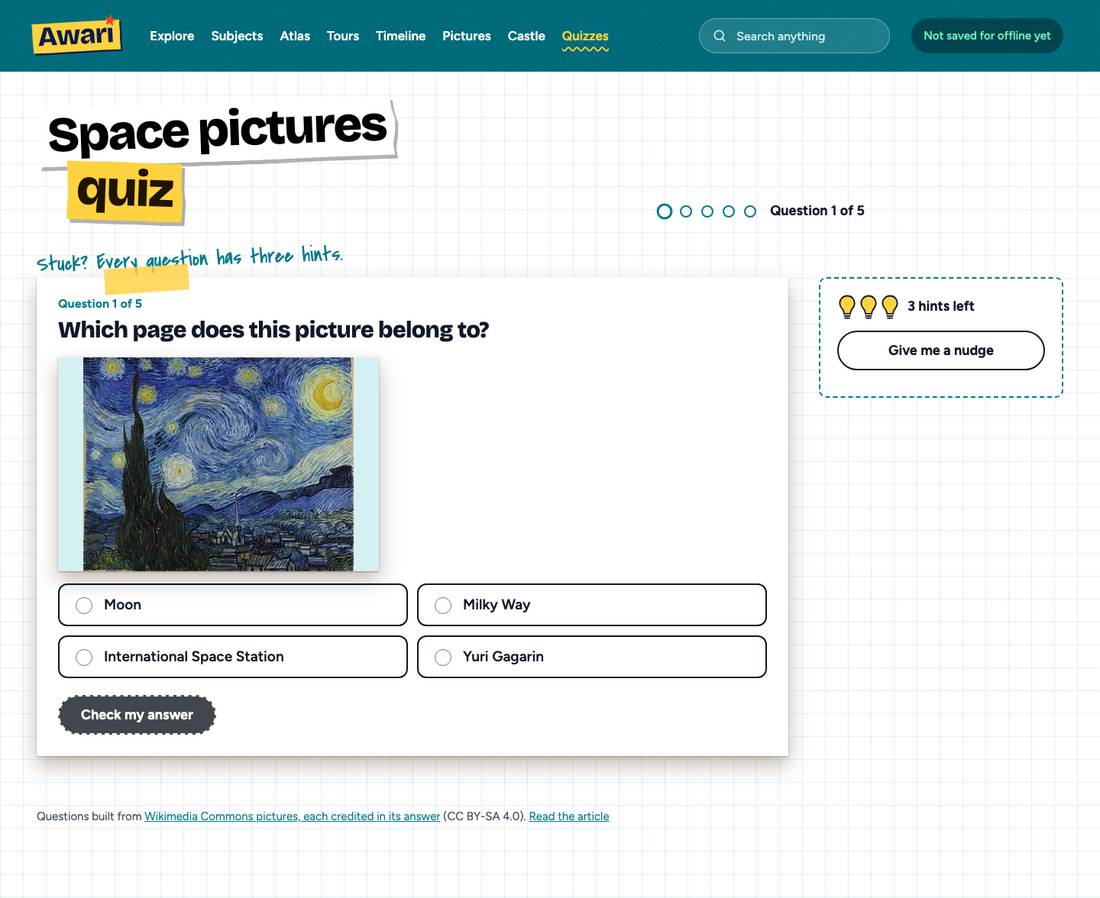 Awari
Explore Subjects Atlas Tours Timeline Pictures Castle Quizzes
Search anything
Not saved for offline yet
Space pictures
quiz
Question 1 of 5
Stuck? Every question has three hints.
Question 1 of 5
Which page does this picture belong to?
3 hints left
Give me a nudge
Moon
Milky Way
International Space Station
Yuri Gagarin
Check my answer
Questions built from Wikimedia Commons pictures, each credited in its answer (CC BY-SA 4.0). Read the article